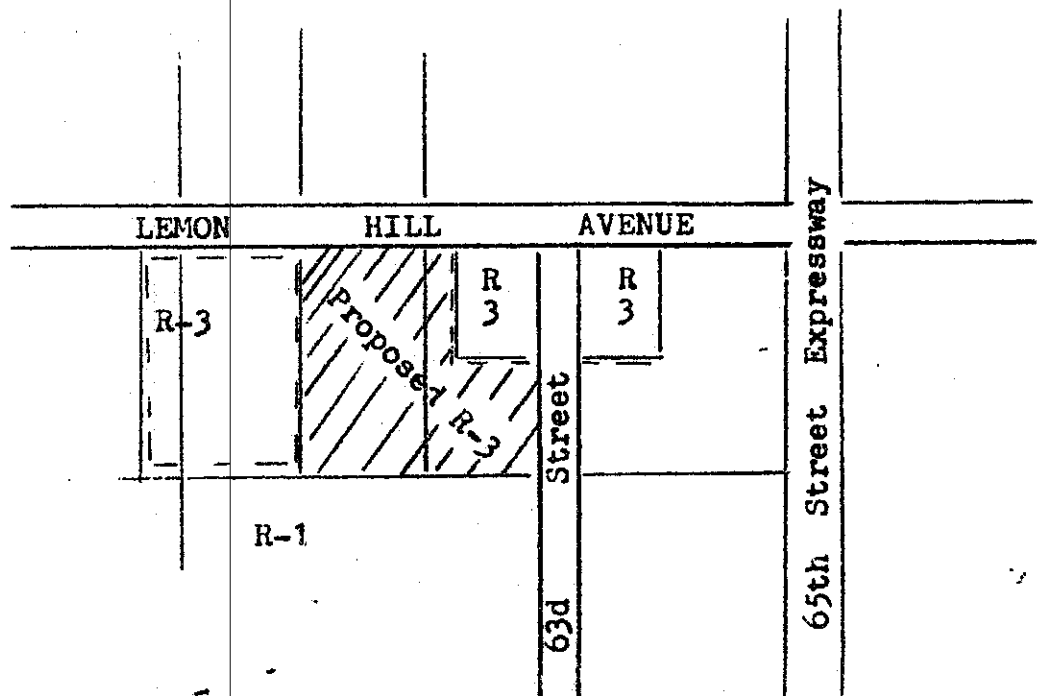 LEMON HILL AVENUE
R-3
Proposed R-3
R
3
R
3
R-1
63d Street
65th Street Expressway